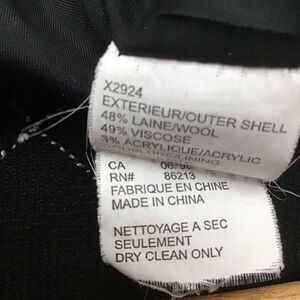 X2924
EXTERIEUR/OUTER SHELL
48% LAINE/WOOL
49% VISCOSE
3% ACRYLIQUE/ACRYLIC
CA
RN# 86213
FABRIQUE EN CHINE
MADE IN CHINA
NETTOYAGE A SEC
SEULEMENT
DRY CLEAN ONLY